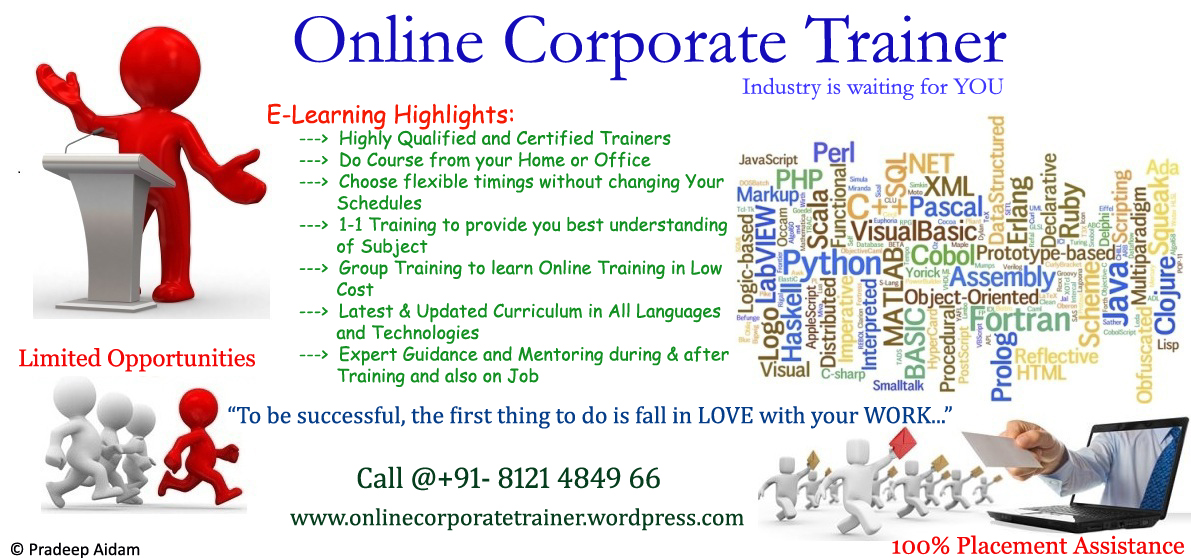 Online Corporate Trainer
Industry is waiting for YOU
E-Learning Highlights:
---> Highly Qualified and Certified Trainers
---> Do Course from your Home or Office
---> Choose flexible timings without changing Your
Schedules
---> 1-1 Training to provide you best understanding
of Subject
---> Group Training to learn Online Training in Low
Cost
---> Latest & Updated Curriculum in All Languages
and Technologies
---> Expert Guidance and Mentoring during & after
Training and also on Job
Limited Opportunities
JavaScript
Perl
PHP
Markup
Logic-based
LabVIEW
Occam
Scala
Functional
C++
SQL
.NET
XML
Pascal
VisualBasic
DataStructured
Erlang
Declarative
Ruby
Delphi
Scripting
Ada
Squeak
Python
Cobol
Prototype-based
Yorick
Assembly
MATLAB
Object-Oriented
Fortran
Logo
Haskell
AppleScript
Distributed
Imperative
Interpreted
BASIC
HyperCard
Procedural
PostScript
Prolog
Scheme
Java
Multiparadigm
Obfuscated
Clojure
Lisp
Reflective
HTML
Visual
C-sharp
Smalltalk
“To be successful, the first thing to do is fall in LOVE with your WORK...”
Call @+91- 8121 4849 66
www.onlinecorporatetrainer.wordpress.com
100% Placement Assistance
© Pradeep Aidam